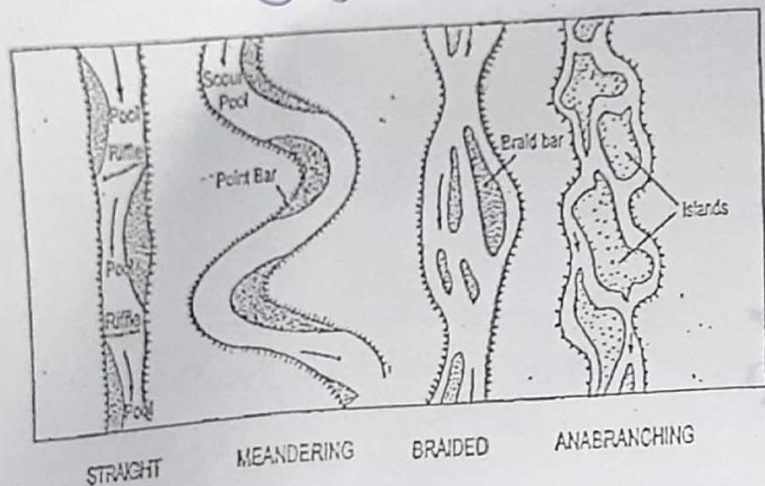 Pool
Riffle
Pool
Riffle
Pool
Scour
Pool
Point Bar
Braid bar
Islands
STRAIGHT
MEANDERING
BRAIDED
ANABRANCHING